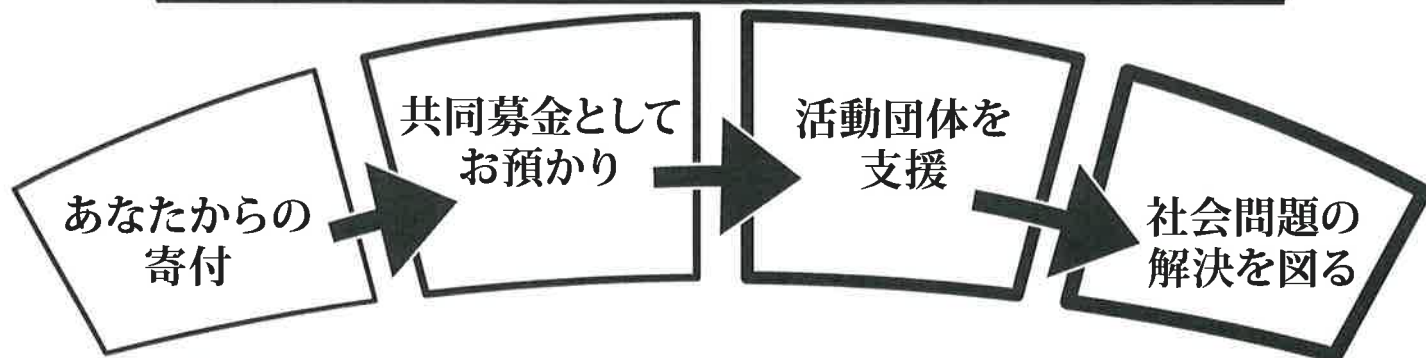 あなたからの
寄付
共同募金として
お預かり
活動団体を
支援
社会問題の
解決を図る